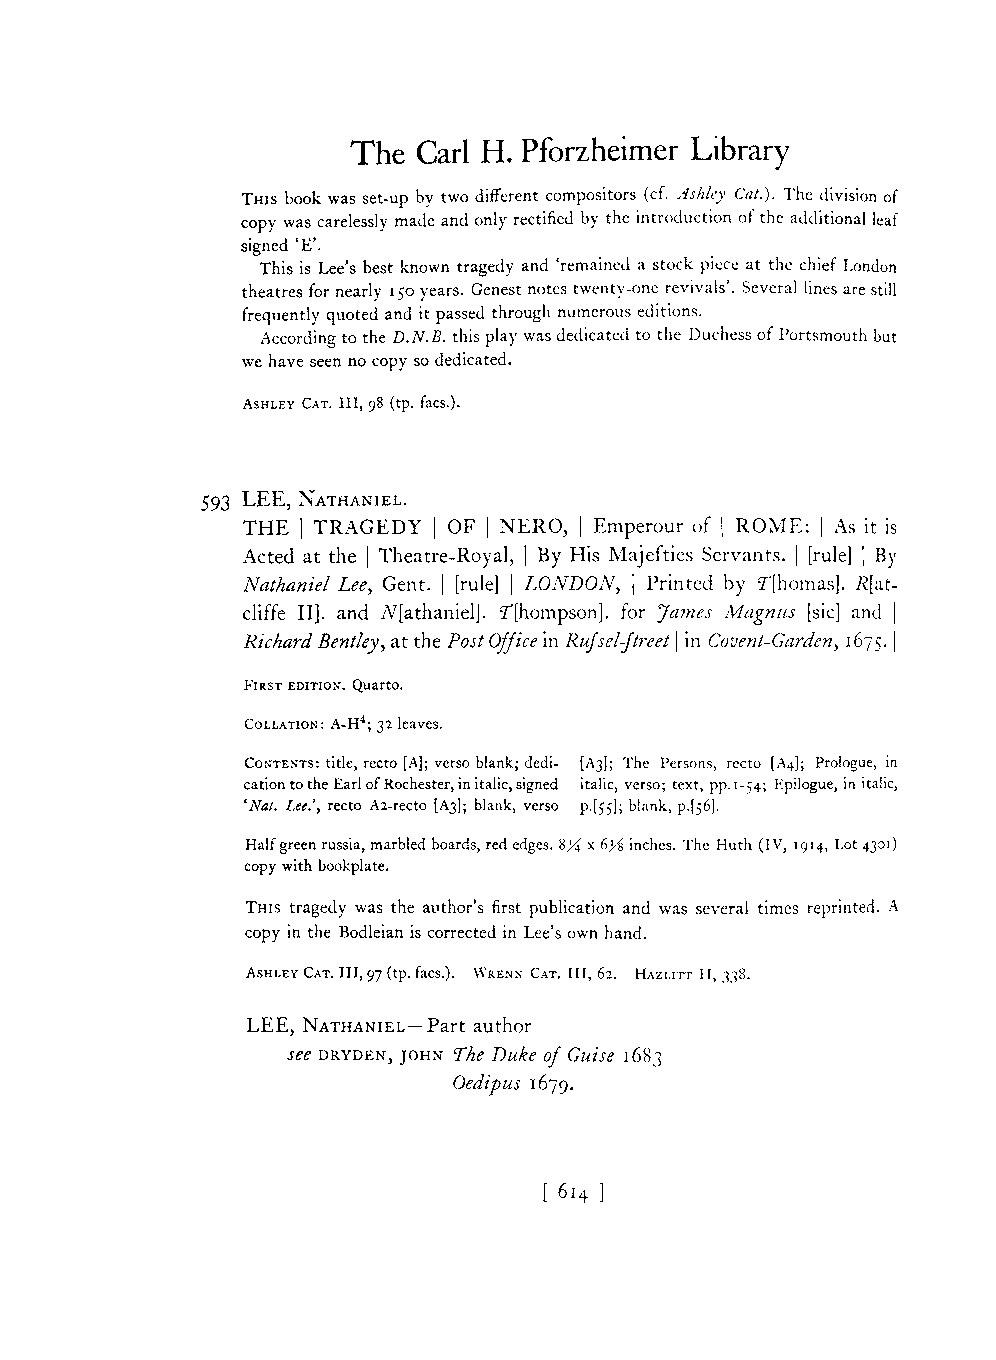 The Carl H. Pforzheimer Library
THIS book was set-up by two different compositors (cf. Ashley Cat.). The division of
copy was carelessly made and only rectified by the introduction of the additional leaf
signed ‘E’.
This is Lee's best known tragedy and ‘remained a stock piece at the chief London
theatres for nearly 150 years. Genest notes twenty-one revivals’. Several lines are still
frequently quoted and it passed through numerous editions.
According to the D.N.B. this play was dedicated to the Duchess of Portsmouth but
we have seen no copy so dedicated.
ASHLEY CAT. III, 98 (tp. facs.).
593 LEE, NATHANIEL.
THE | TRAGEDY | OF | NERO, | Emperour of | ROME: | As it is
Acted at the | Theatre-Royal, | By His Majeſties Servants. | [rule] | By
Nathaniel Lee, Gent. | [rule] | LONDON, | Printed by T[homas]. R[at-
cliffe II]. and N[athaniel]. T[hompson]. for James Magnus [sic] and |
Richard Bentley, at the Post Office in Ruſsel-ſtreet | in Covent-Garden, 1675. |
FIRST EDITION. Quarto.
COLLATION: A-H⁴; 32 leaves.
CONTENTS: title, recto [A]; verso blank; dedi-
cation to the Earl of Rochester, in italic, signed
‘Nat. Lee.’, recto A2-recto [A3]; blank, verso
[A3]; The Persons, recto [A4]; Prologue, in
italic, verso; text, pp.1-54; Epilogue, in italic,
p.[55]; blank, p.[56].
Half green russia, marbled boards, red edges. 8¼ x 6⅛ inches. The Huth (IV, 1914, Lot 4301)
copy with bookplate.
THIS tragedy was the author's first publication and was several times reprinted. A
copy in the Bodleian is corrected in Lee's own hand.
ASHLEY CAT. III, 97 (tp. facs.). WRENN CAT. III, 62. HAZLITT II, 338.
LEE, NATHANIEL—Part author
see DRYDEN, JOHN The Duke of Guise 1683
Oedipus 1679.
[ 614 ]